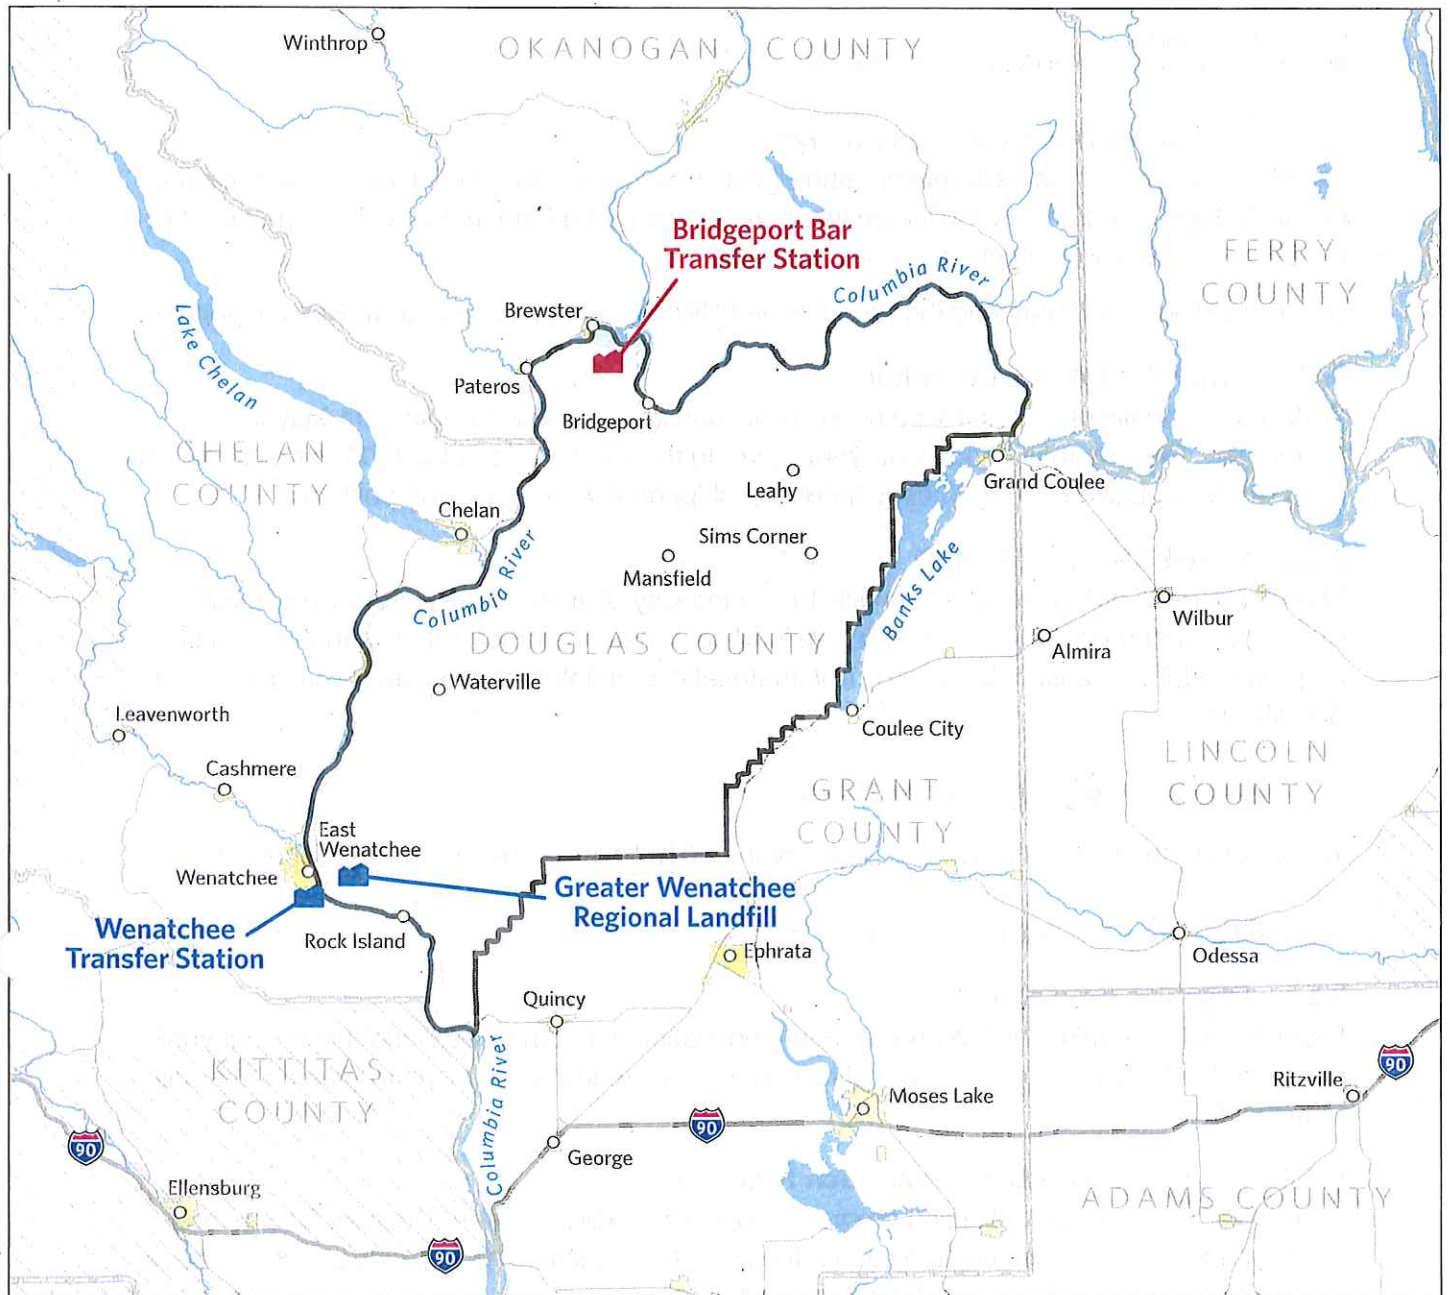 Winthrop
OKANOGAN COUNTY
Bridgeport Bar
Transfer Station
FERRY
COUNTY
Columbia River
Brewster
Lake Chelan
Pateros
Bridgeport
CHELAN
COUNTY
Leahy
Grand Coulee
Chelan
Sims Corner
Mansfield
Columbia River
Banks Lake
Wilbur
DOUGLAS COUNTY
Almira
Waterville
Leavenworth
Coulee City
LINCOLN
COUNTY
Cashmere
GRANT
COUNTY
East
Wenatchee
Wenatchee
Greater Wenatchee
Regional Landfill
Wenatchee
Transfer Station
Rock Island
Ephrata
Odessa
Quincy
KITTITAS
COUNTY
Columbia River
Ritzville
90
Moses Lake
90
90
George
Ellensburg
ADAMS COUNTY
90